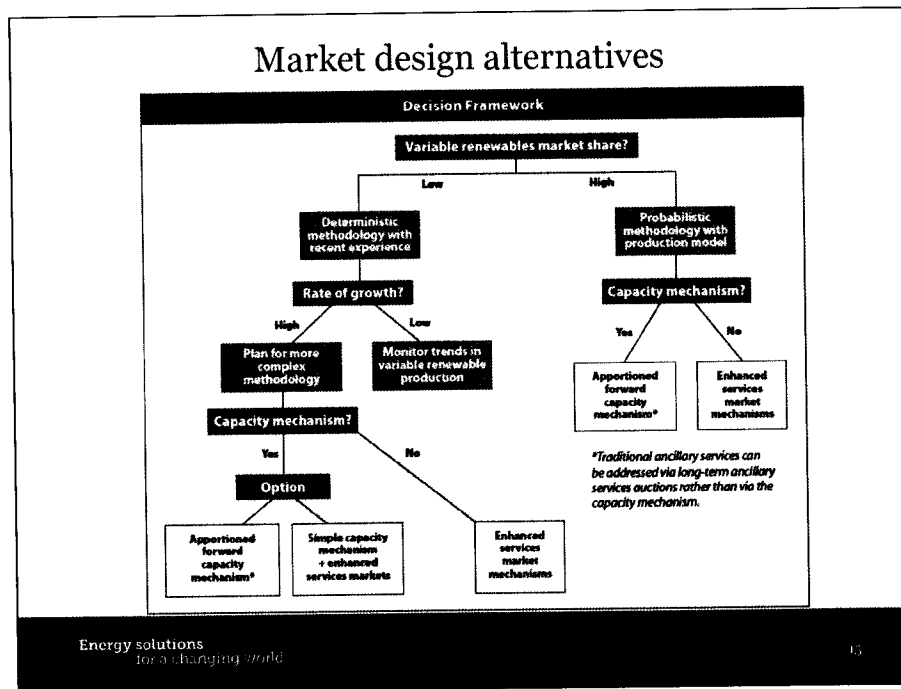 Market design alternatives
Decision Framework
Variable renewables market share?
Low
High
Deterministic
methodology with
recent experience
Probabilistic
methodology with
production model
Rate of growth?
Capacity mechanism?
High
Low
Yes
No
Plan for more
complex
methodology
Monitor trends in
variable renewable
production
Apportioned
forward
capacity
mechanism*
Enhanced
services
market
mechanisms
Capacity mechanism?
Yes
No
*Traditional ancillary services can
be addressed via long-term ancillary
services auctions rather than via the
capacity mechanism.
Option
Apportioned
forward
capacity
mechanism*
Simple capacity
mechanism
+ enhanced
services markets
Enhanced
services
market
mechanisms
Energy solutions
for a changing world
15